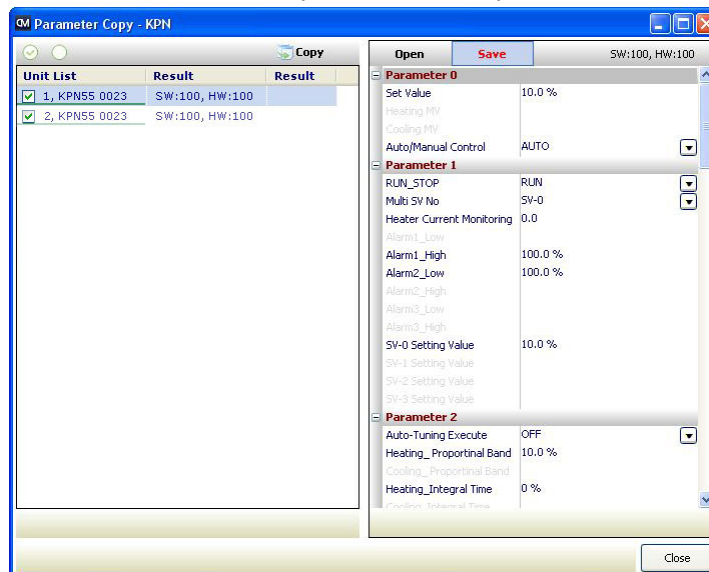 Parameter Copy - KPN
Copy
Unit List Result Result
1, KPN55 0023 SW:100, HW:100
2, KPN55 0023 SW:100, HW:100
Open Save SW:100, HW:100
Parameter 0
Set Value 10.0 %
Heating MV
Cooling MV
Auto/Manual Control AUTO
Parameter 1
RUN_STOP RUN
Multi SV No SV-0
Heater Current Monitoring 0.0
Alarm1_Low
Alarm1_High 100.0 %
Alarm2_Low 100.0 %
Alarm2_High
Alarm3_Low
Alarm3_High
SV-0 Setting Value 10.0 %
SV-1 Setting Value
SV-2 Setting Value
SV-3 Setting Value
Parameter 2
Auto-Tuning Execute OFF
Heating_ Proportinal Band 10.0 %
Cooling_ Proportinal Band
Heating_Integral Time 0 %
Cooling_Integral Time
Close